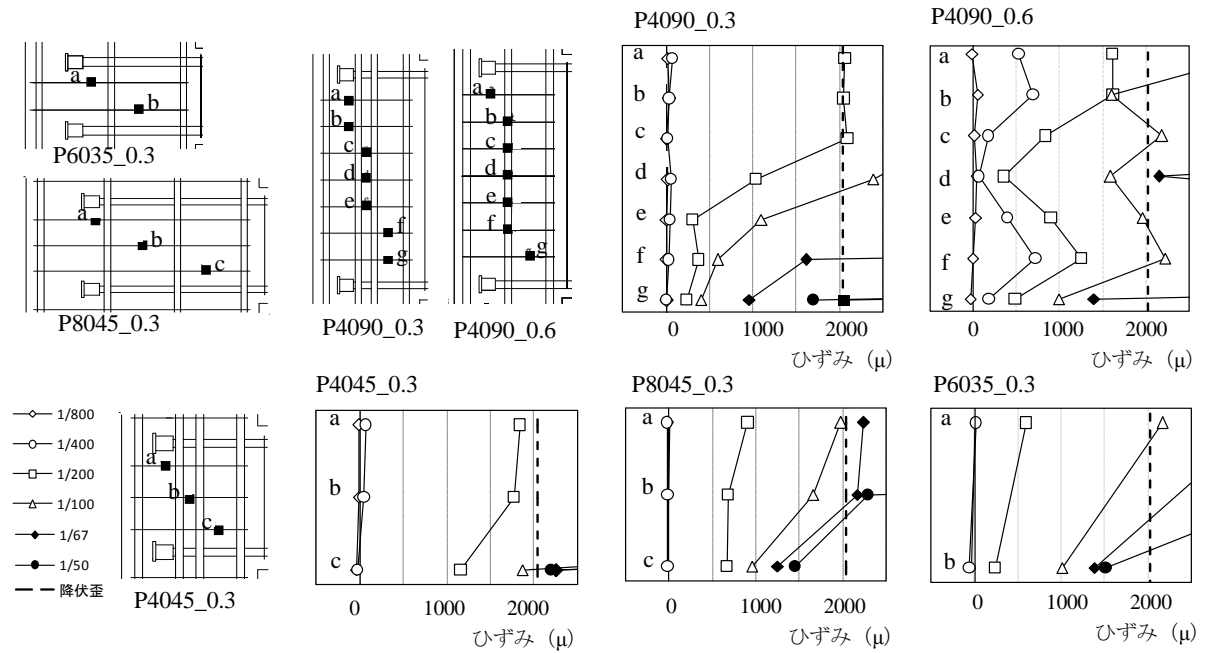 a
b
P6035_0.3
a
b
c
P8045_0.3
a
b
c
d
e
f
g
P4090_0.3
a
b
c
d
e
f
g
P4090_0.6
P4090_0.3
a
b
c
d
e
f
g
0 1000 2000
ひずみ (μ)
P4090_0.6
a
b
c
d
e
f
g
0 1000 2000
ひずみ (μ)
1/800
1/400
1/200
1/100
1/67
1/50
降伏歪
a
b
c
P4045_0.3
P4045_0.3
a
b
c
0 1000 2000
ひずみ (μ)
P8045_0.3
a
b
c
0 1000 2000
ひずみ (μ)
P6035_0.3
a
b
0 1000 2000
ひずみ (μ)